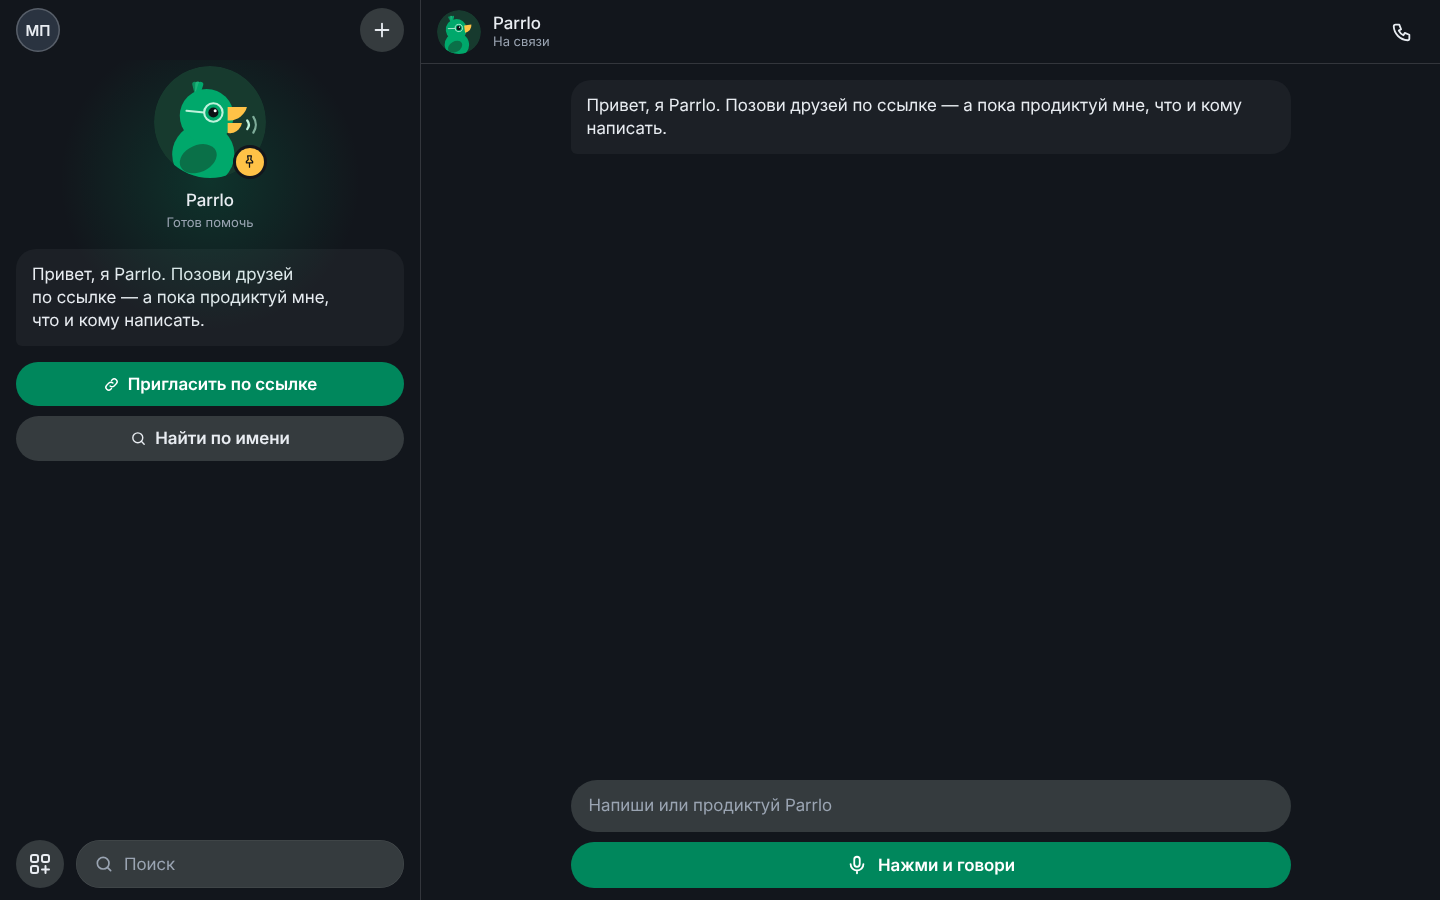 МП
Parrlo
Готов помочь
Привет, я Parrlo. Позови друзей
по ссылке — а пока продиктуй мне,
что и кому написать.
Пригласить по ссылке
Найти по имени
Поиск
Parrlo
На связи
Привет, я Parrlo. Позови друзей по ссылке — а пока продиктуй мне, что и кому
написать.
Напиши или продиктуй Parrlo
Нажми и говори